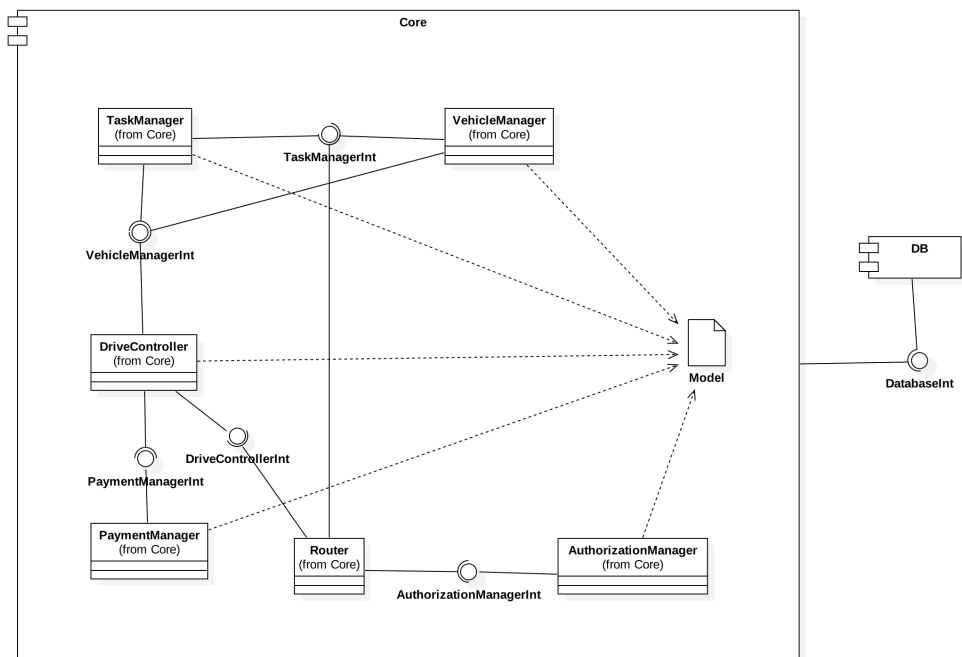 Core
TaskManager
(from Core)
VehicleManager
(from Core)
TaskManagerInt
VehicleManagerInt
DB
DriveController
(from Core)
Model
DatabaseInt
DriveControllerInt
PaymentManagerInt
PaymentManager
(from Core)
Router
(from Core)
AuthorizationManager
(from Core)
AuthorizationManagerInt